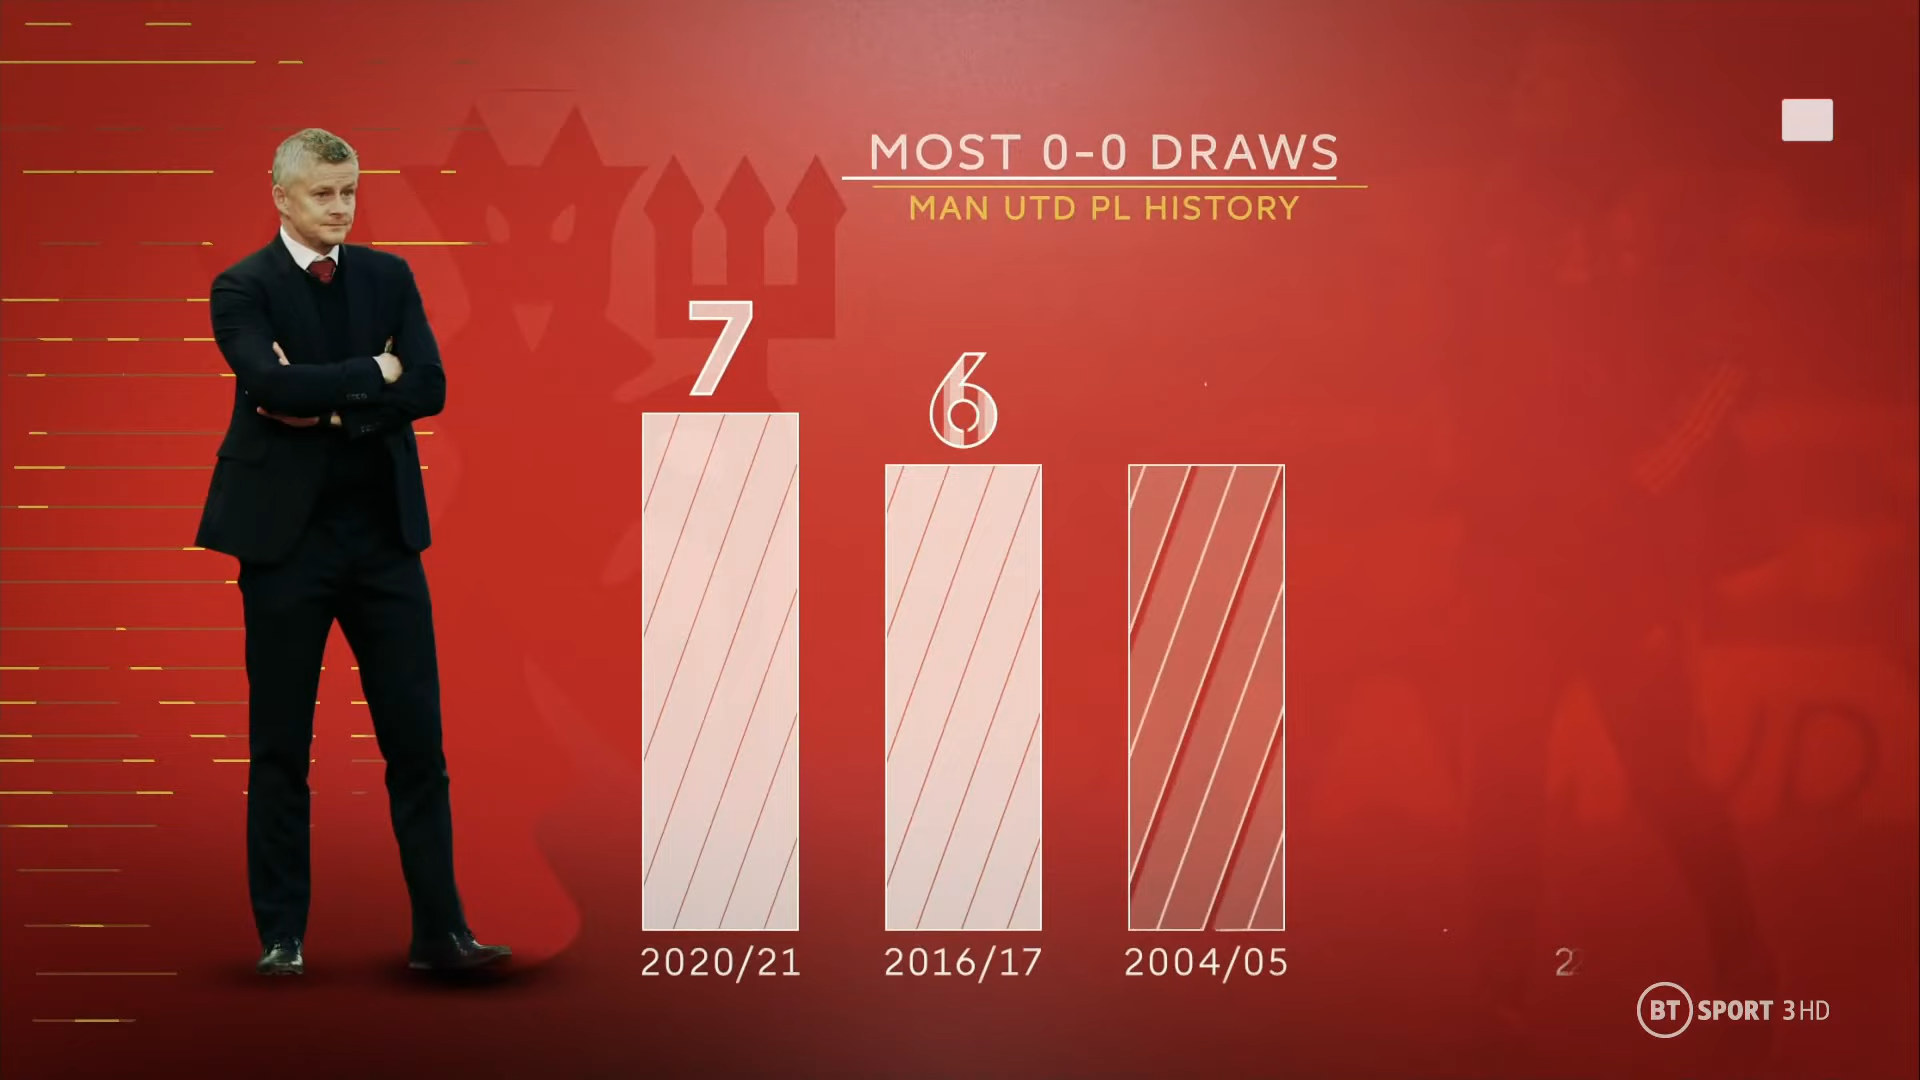 MOST 0-0 DRAWS
MAN UTD PL HISTORY
7
6
2020/21
2016/17
2004/05
BT SPORT 3HD